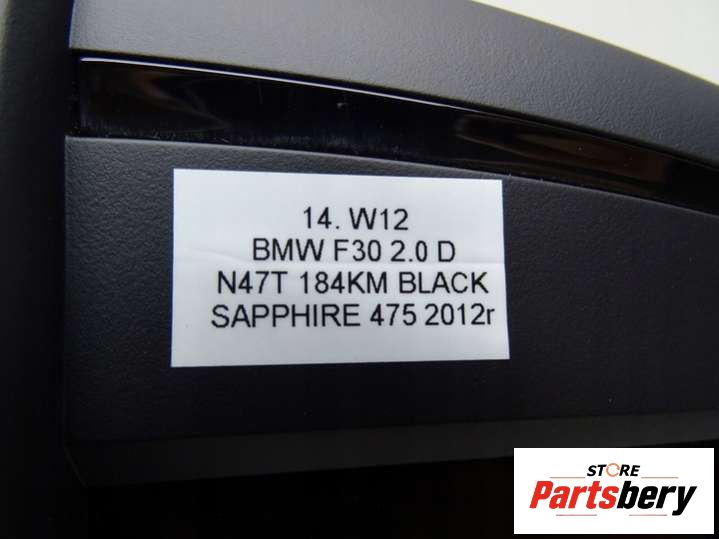 14. W12
BMW F30 2.0 D
N47T 184KM BLACK
SAPPHIRE 475 2012r
STORE
Partsbery